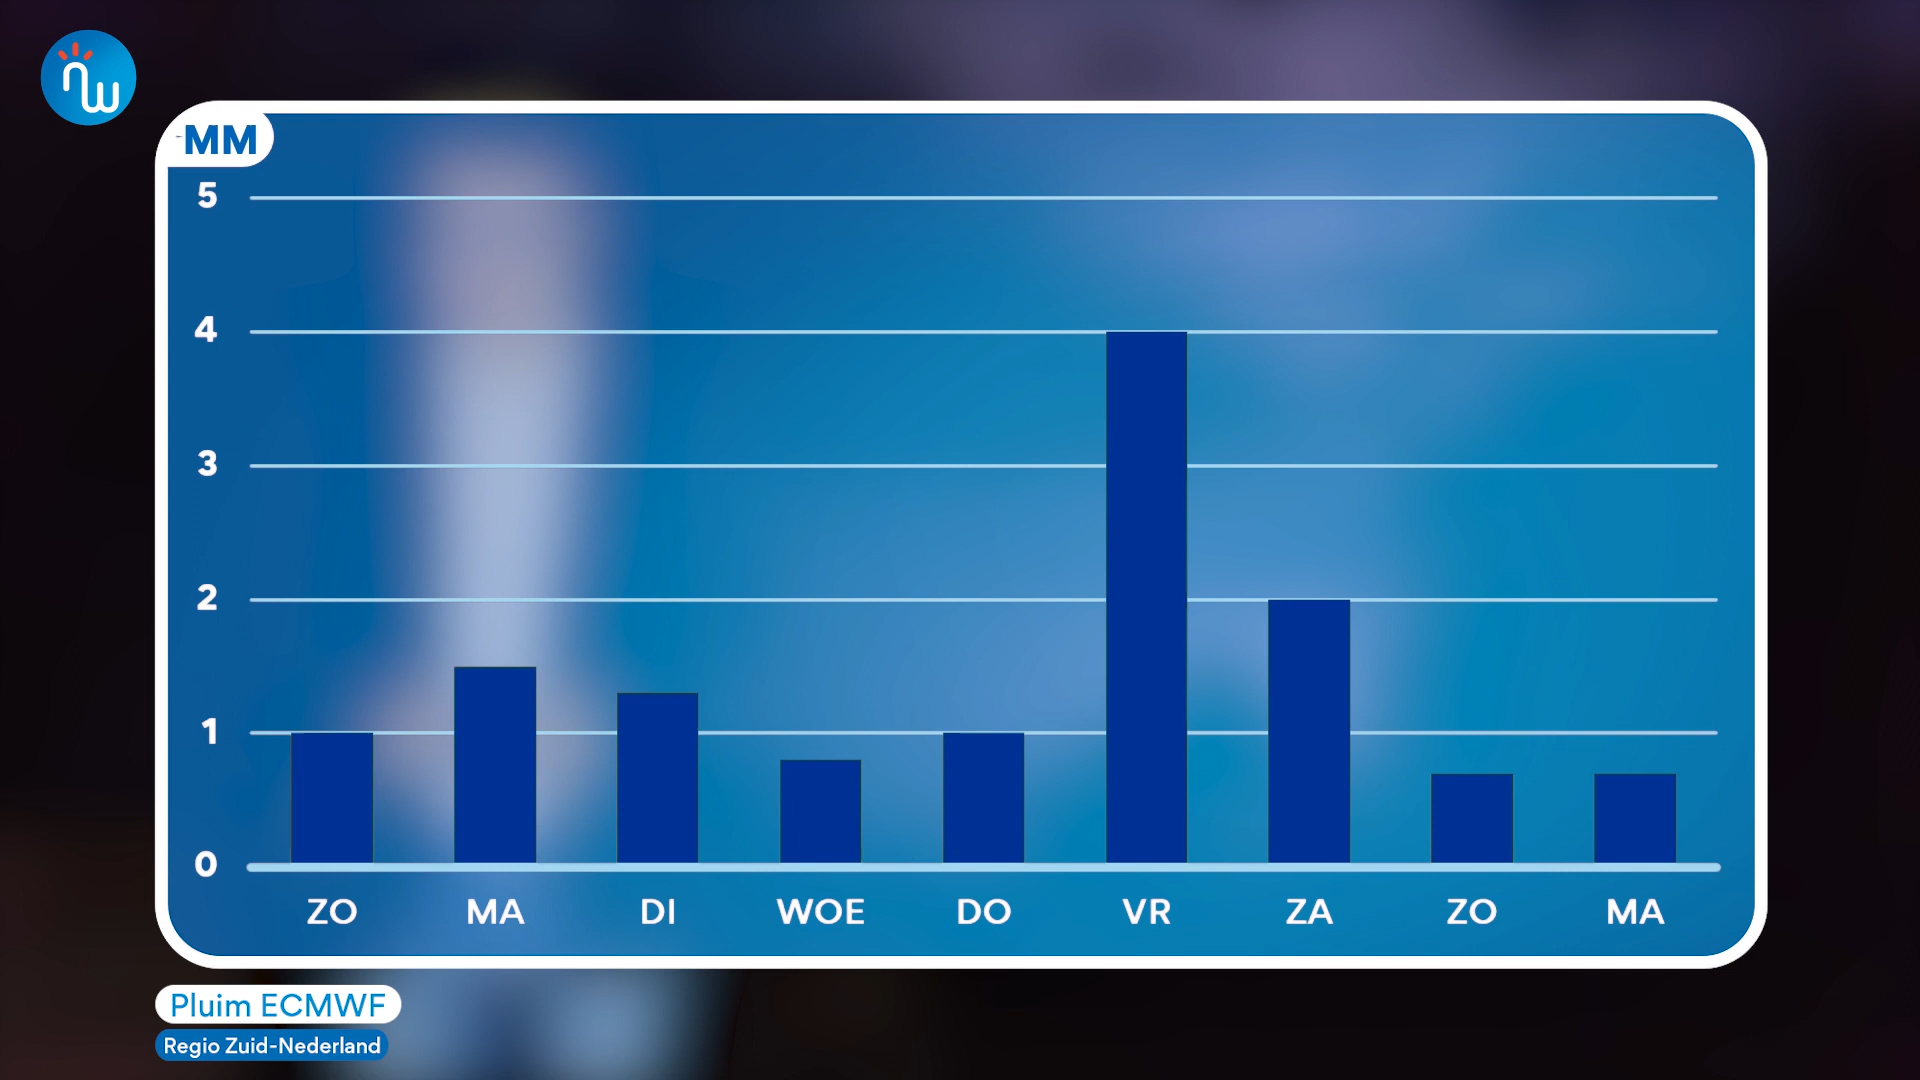 nw
MM
5
4
3
2
1
0
ZO MA DI WOE DO VR ZA ZO MA
Pluim ECMWF
Regio Zuid-Nederland